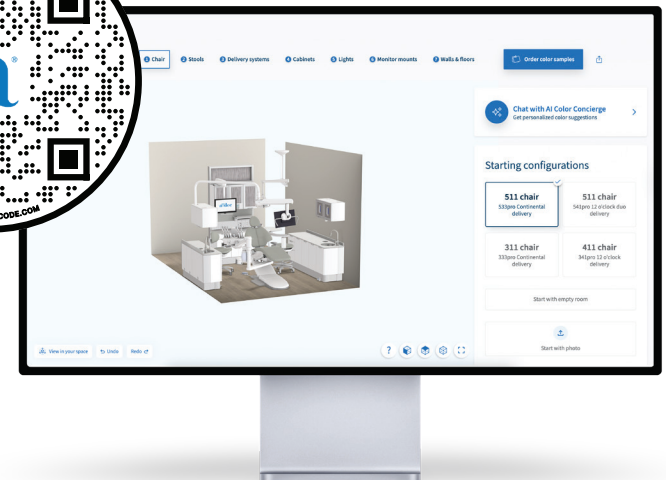 CODE.COM
1 Chair
2 Stools
3 Delivery systems
4 Cabinets
5 Lights
6 Monitor mounts
7 Walls & floors
Order color samples
Chat with AI Color Concierge
Get personalized color suggestions
Starting configurations
511 chair
533pro Continental
delivery
511 chair
541pro 12 o'clock duo
delivery
311 chair
333pro Continental
delivery
411 chair
341pro 12 o'clock
delivery
Start with empty room
Start with photo
View in your space
Undo
Redo
?